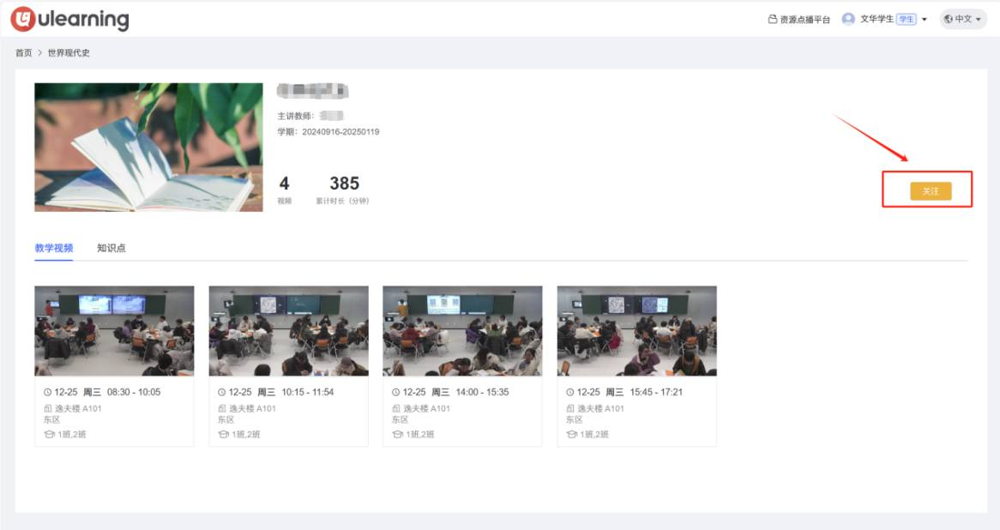 ulearning
资源点播平台 文华学生 学生 中文
首页 > 世界现代史
主讲教师:
学期: 20240916-20250119
4 385
视频 累计时长(分钟)
关注
教学视频 知识点
12-25 周三 08:30 - 10:05
逸夫楼 A101
东区
1班,2班
12-25 周三 10:15 - 11:54
逸夫楼 A101
东区
1班,2班
12-25 周三 14:00 - 15:35
逸夫楼 A101
东区
1班,2班
12-25 周三 15:45 - 17:21
逸夫楼 A101
东区
1班,2班